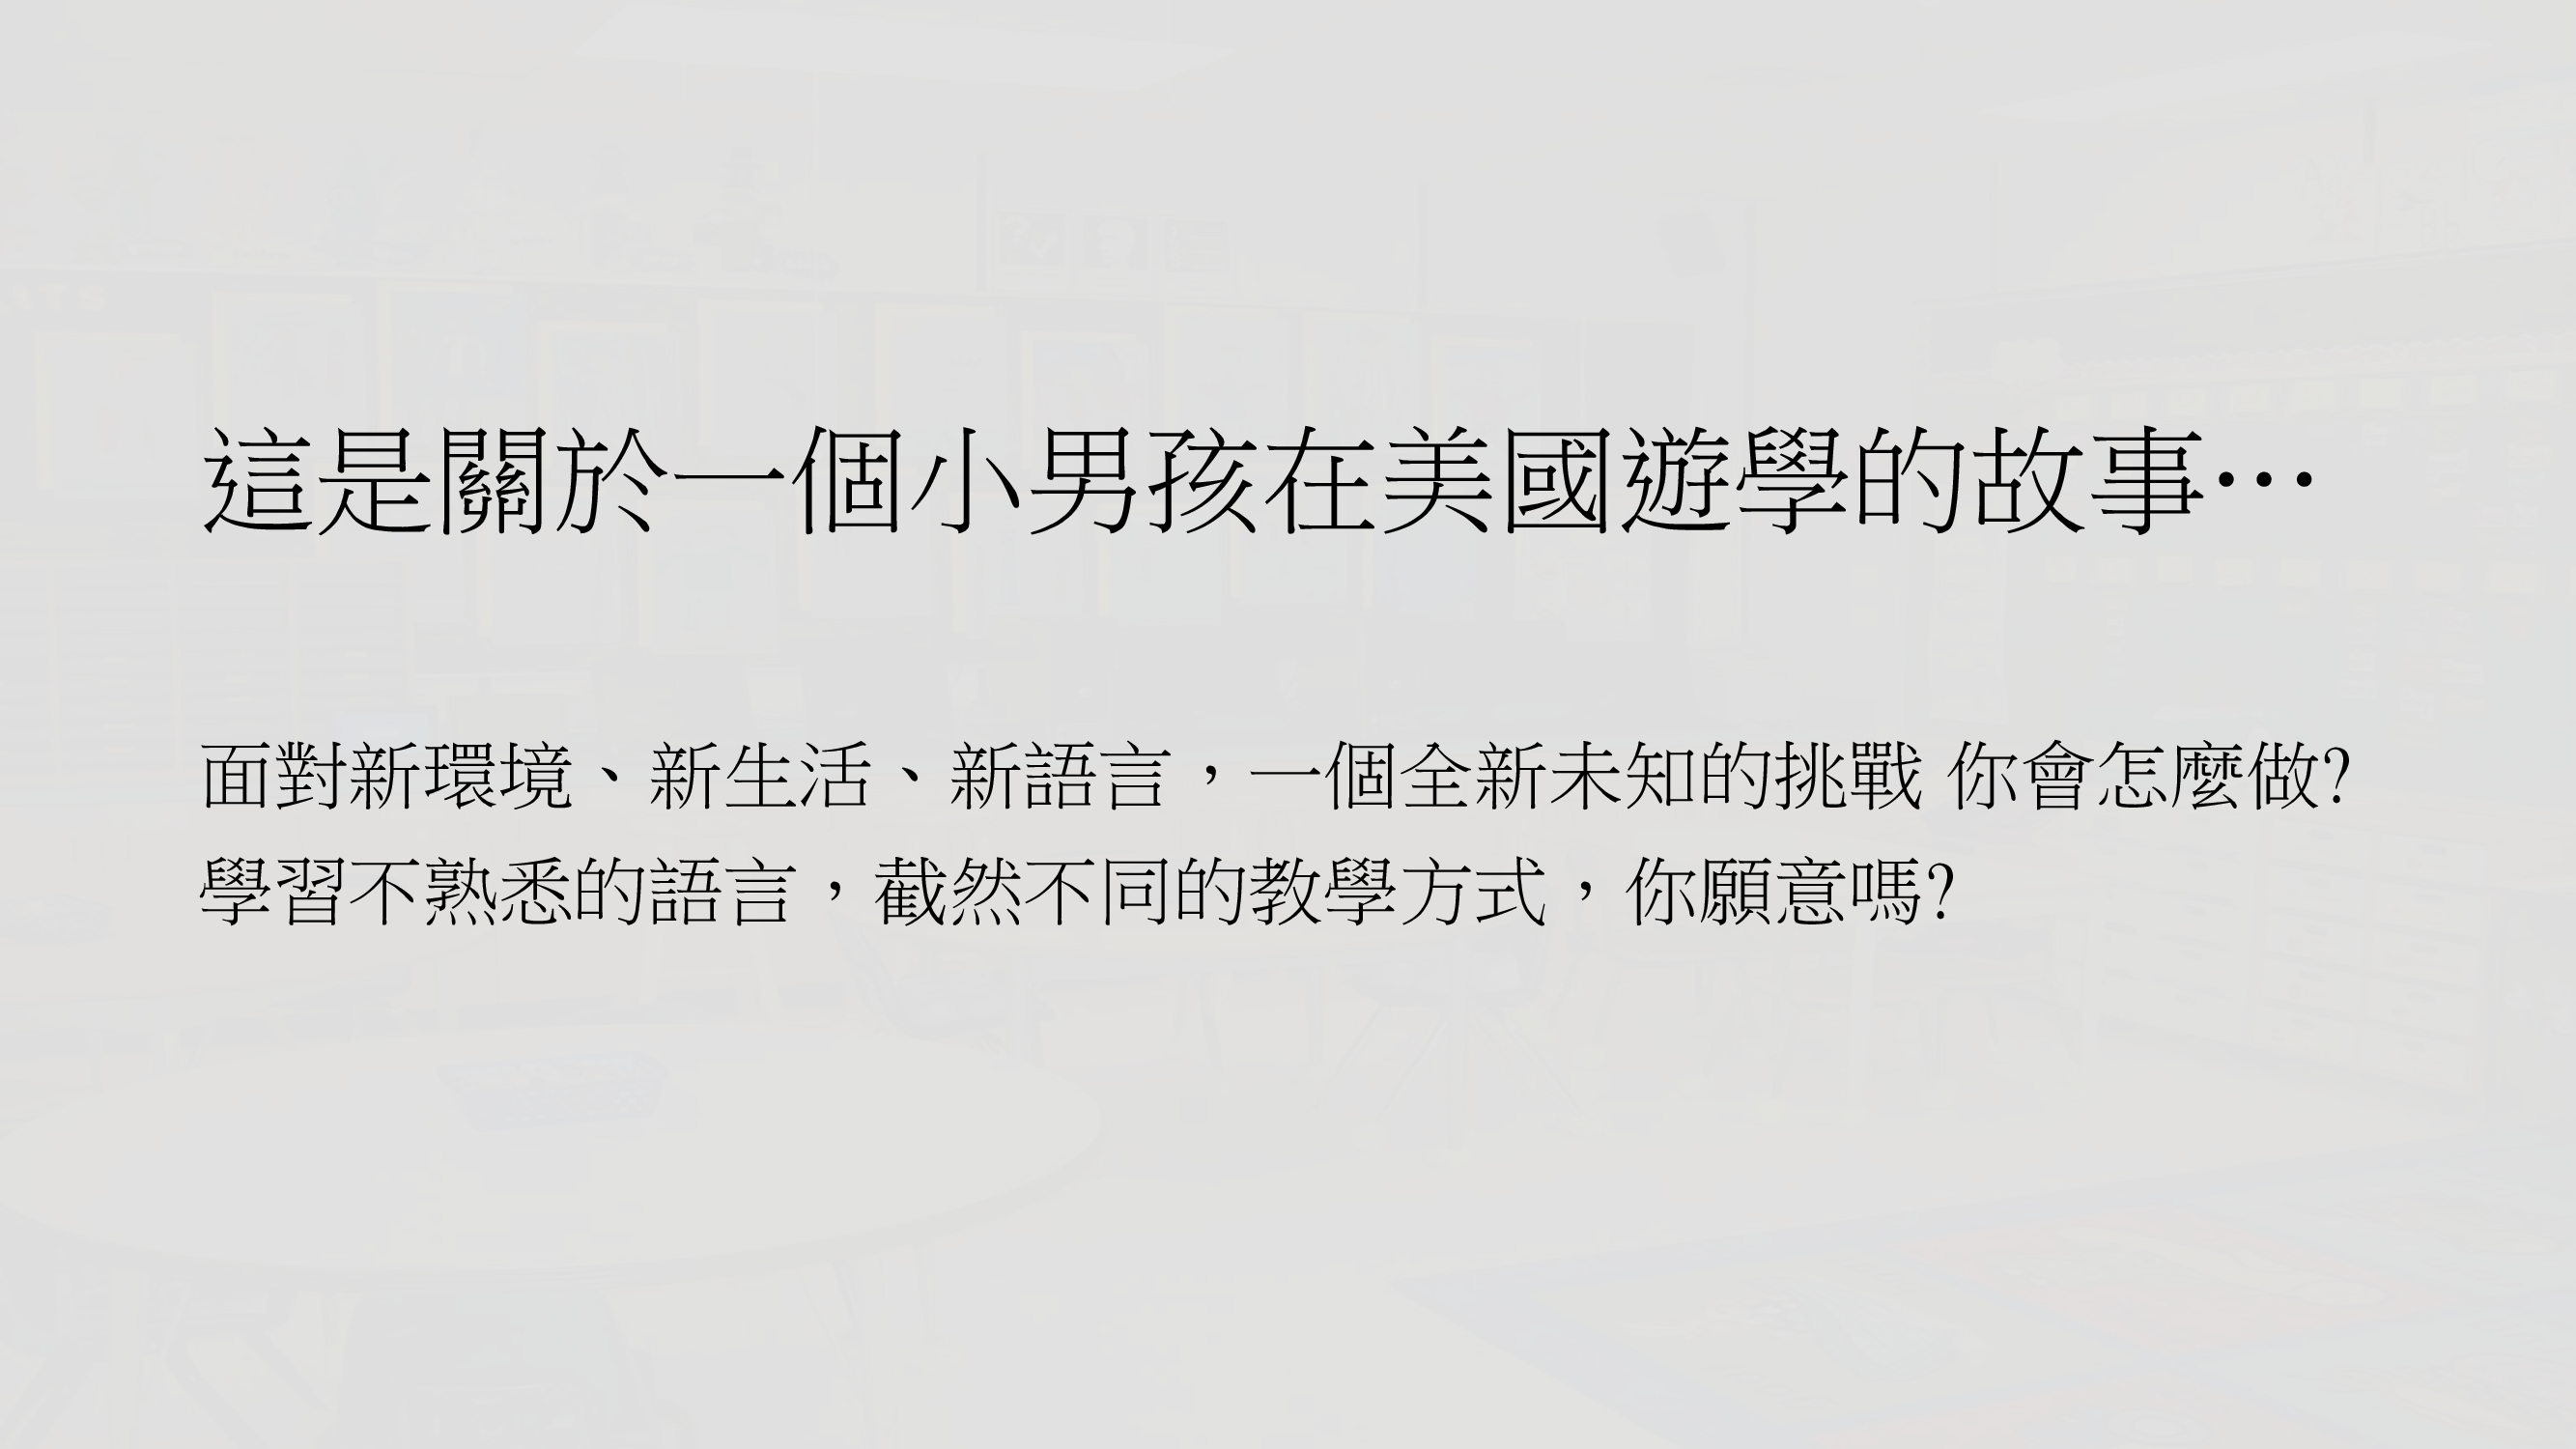 這是關於一個小男孩在美國遊學的故事…
面對新環境、新生活、新語言，一個全新未知的挑戰 你會怎麼做?
學習不熟悉的語言，截然不同的教學方式，你願意嗎?